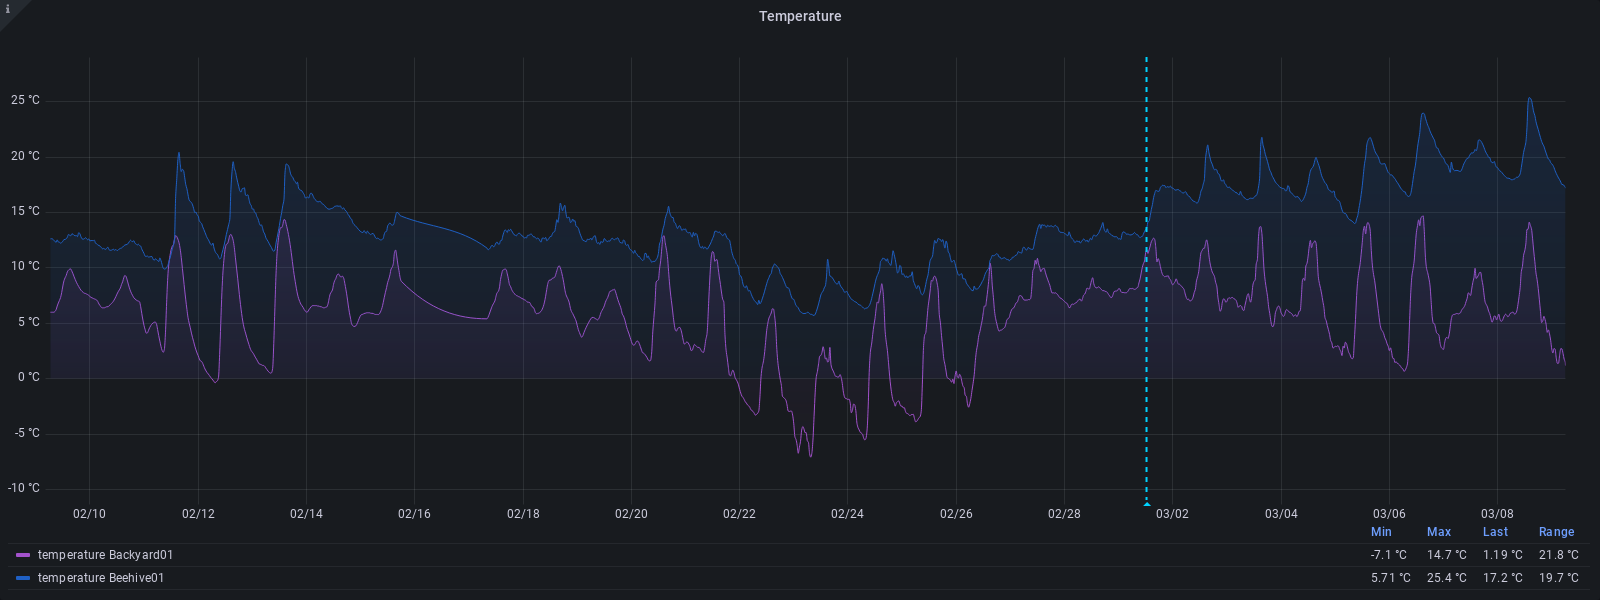 i
Temperature
25 °C
20 °C
15 °C
10 °C
5 °C
0 °C
-5 °C
-10 °C
02/10 02/12 02/14 02/16 02/18 02/20 02/22 02/24 02/26 02/28 03/02 03/04 03/06 03/08
Min Max Last Range
temperature Backyard01 -7.1 °C 14.7 °C 1.19 °C 21.8 °C
temperature Beehive01 5.71 °C 25.4 °C 17.2 °C 19.7 °C